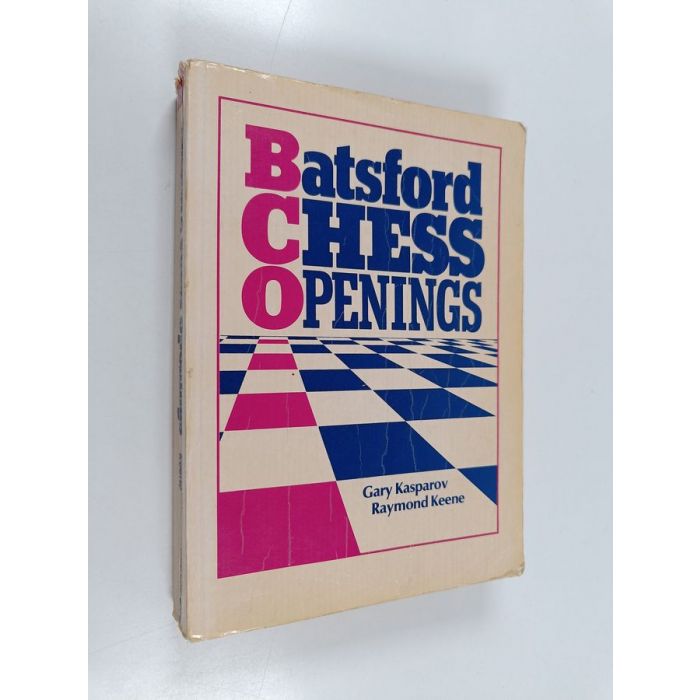 Batsford
CHESS
OPENINGS
Gary Kasparov
Raymond Keene